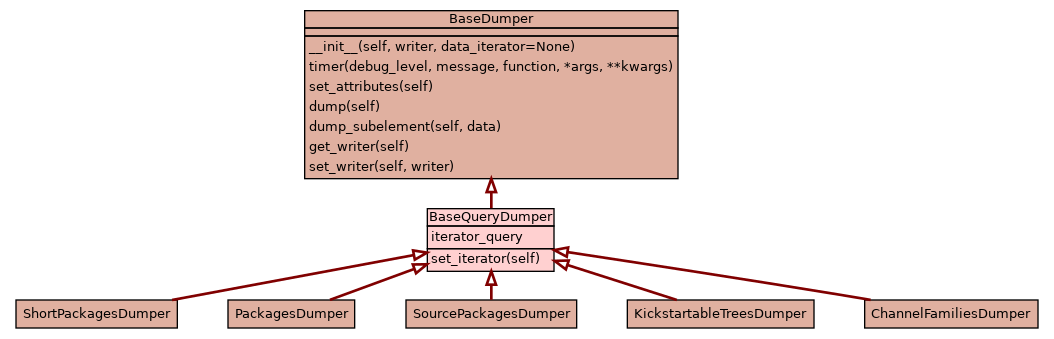 BaseDumper
__init__(self, writer, data_iterator=None)
timer(debug_level, message, function, *args, **kwargs)
set_attributes(self)
dump(self)
dump_subelement(self, data)
get_writer(self)
set_writer(self, writer)
BaseQueryDumper
iterator_query
set_iterator(self)
ShortPackagesDumper
PackagesDumper
SourcePackagesDumper
KickstartableTreesDumper
ChannelFamiliesDumper